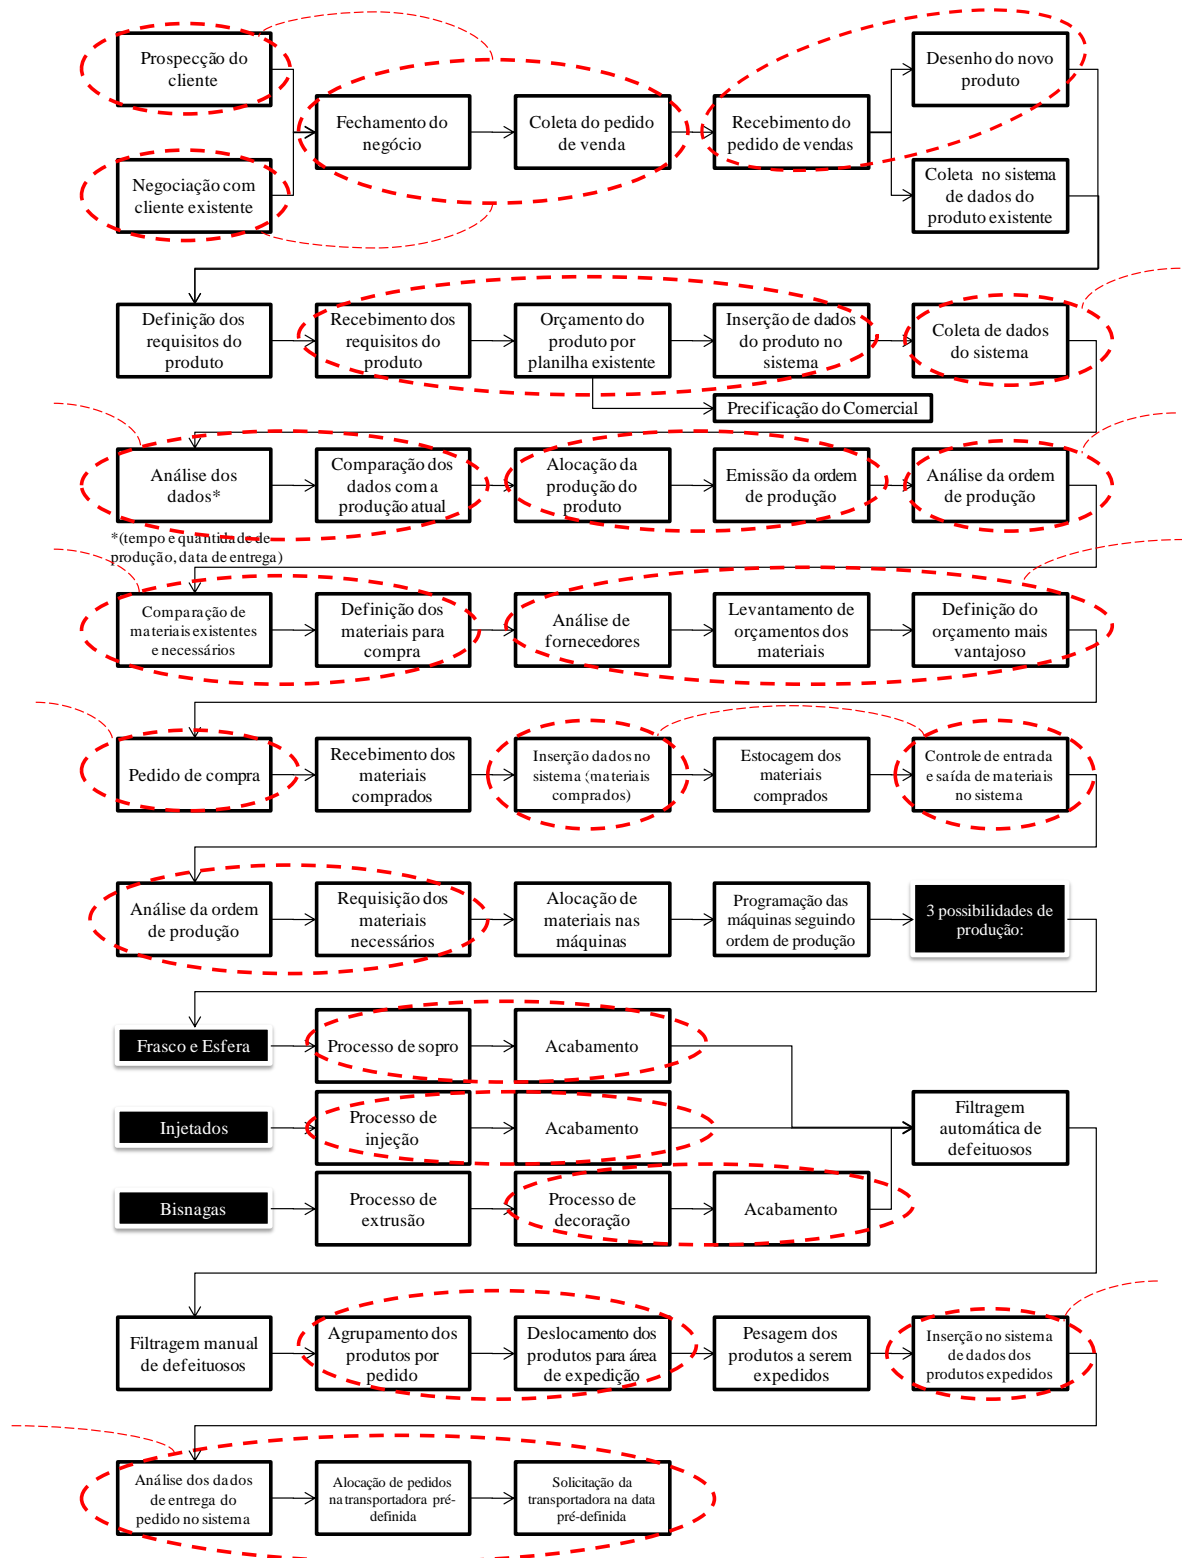 Prospecção do
cliente
Desenho do novo
produto
Fechamento do
negócio
Coleta do pedido
de venda
Recebimento do
pedido de vendas
Negociação com
cliente existente
Coleta no sistema
de dados do
produto existente
Definição dos
requisitos do
produto
Recebimento dos
requisitos do
produto
Orçamento do
produto por
planilha existente
Inserção de dados
do produto no
sistema
Coleta de dados
do sistema
Precificação do Comercial
Análise dos
dados*
Comparação dos
dados com a
produção atual
Alocação da
produção do
produto
Emissão da ordem
de produção
Análise da ordem
de produção
*(tempo e quantidade de
produção, data de entrega)
Comparação de
materiais existentes
e necessários
Definição dos
materiais para
compra
Análise de
fornecedores
Levantamento de
orçamentos dos
materiais
Definição do
orçamento mais
vantajoso
Pedido de compra
Recebimento dos
materiais
comprados
Inserção dados no
sistema (materiais
comprados)
Estocagem dos
materiais
comprados
Controle de entrada
e saída de materiais
no sistema
Análise da ordem
de produção
Requisição dos
materiais
necessários
Alocação de
materiais nas
máquinas
Programação das
máquinas seguindo
ordem de produção
3 possibilidades de
produção:
Frasco e Esfera
Processo de sopro
Acabamento
Injetados
Processo de
injeção
Acabamento
Filtragem
automática de
defeituosos
Bisnagas
Processo de
extrusão
Processo de
decoração
Acabamento
Filtragem manual
de defeituosos
Agrupamento dos
produtos por
pedido
Deslocamento dos
produtos para área
de expedição
Pesagem dos
produtos a serem
expedidos
Inserção no sistema
de dados dos
produtos expedidos
Análise dos dados
de entrega do
pedido no sistema
Alocação de pedidos
na transportadora pré-
definida
Solicitação da
transportadora na data
pré-definida